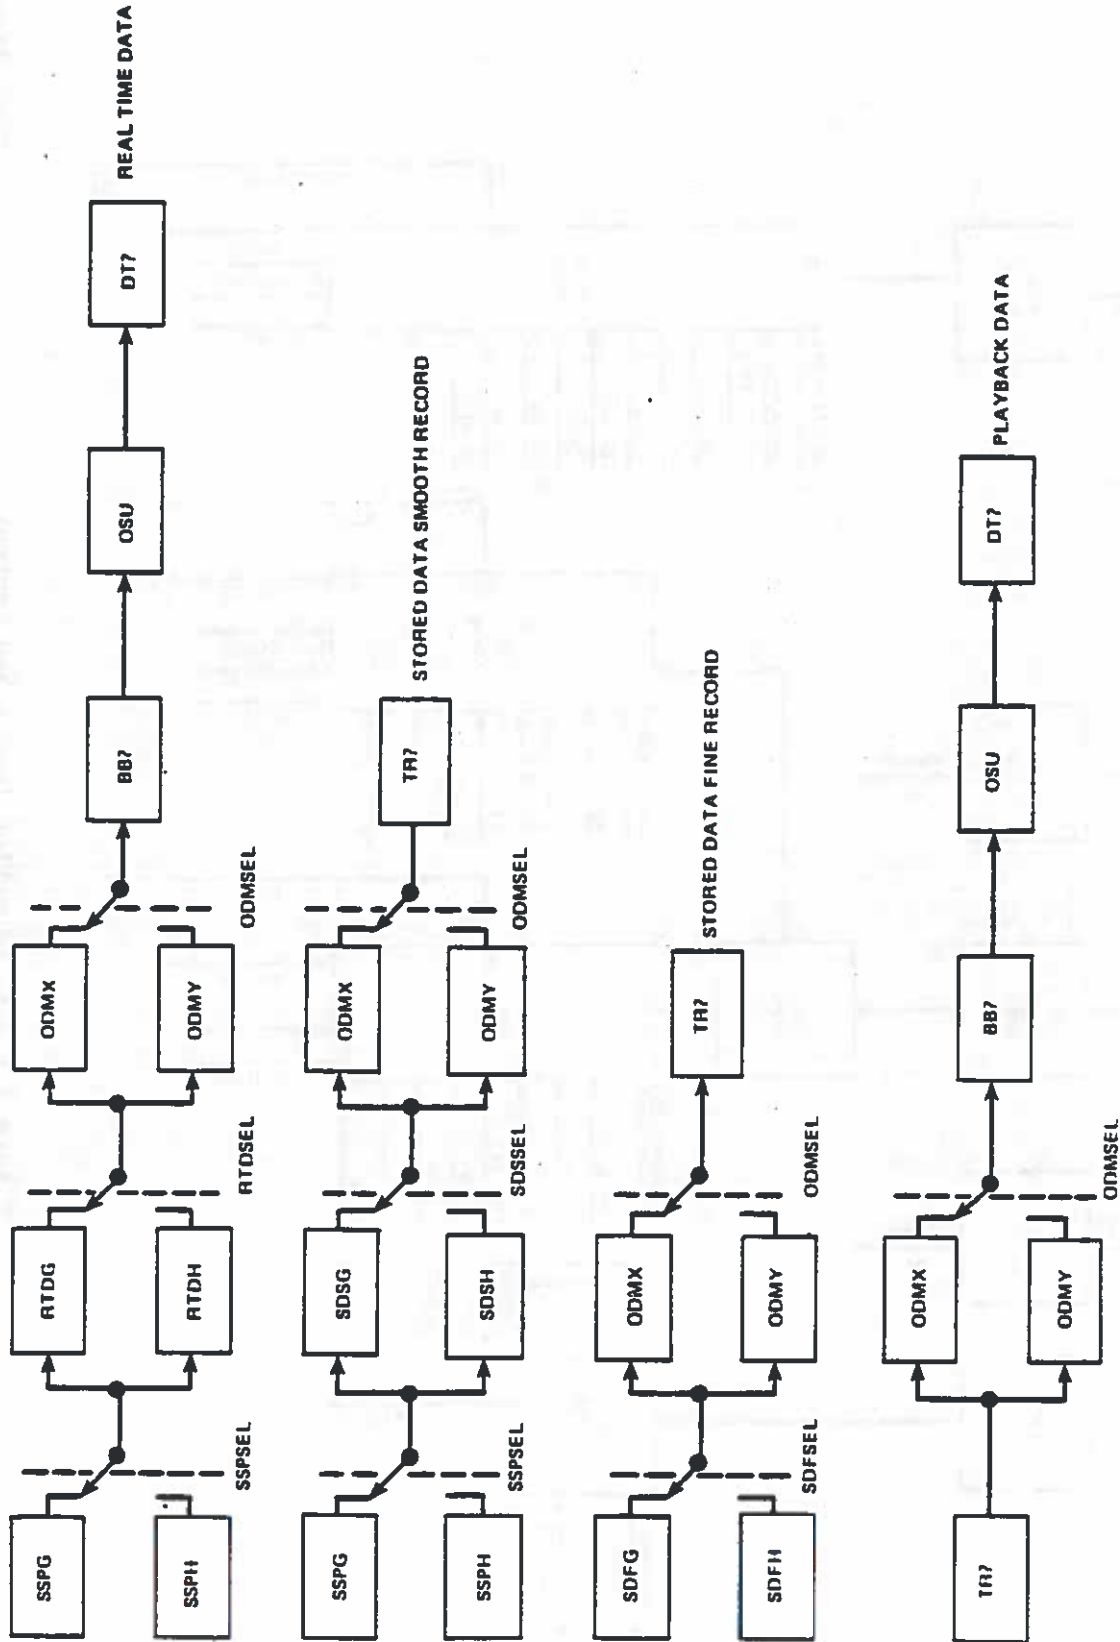 SSPG
SSPH
SSPSEL
RTDG
RTDH
RTDSEL
ODMX
ODMY
ODMSEL
BB?
OSU
DT?
REAL TIME DATA
SSPG
SSPH
SSPSEL
SDSG
SDSH
SDSSEL
ODMX
ODMY
ODMSEL
TR?
STORED DATA SMOOTH RECORD
SDFG
SDFH
SDFSEL
ODMX
ODMY
ODMSEL
TR?
STORED DATA FINE RECORD
TR?
ODMX
ODMY
ODMSEL
BB?
OSU
DT?
PLAYBACK DATA